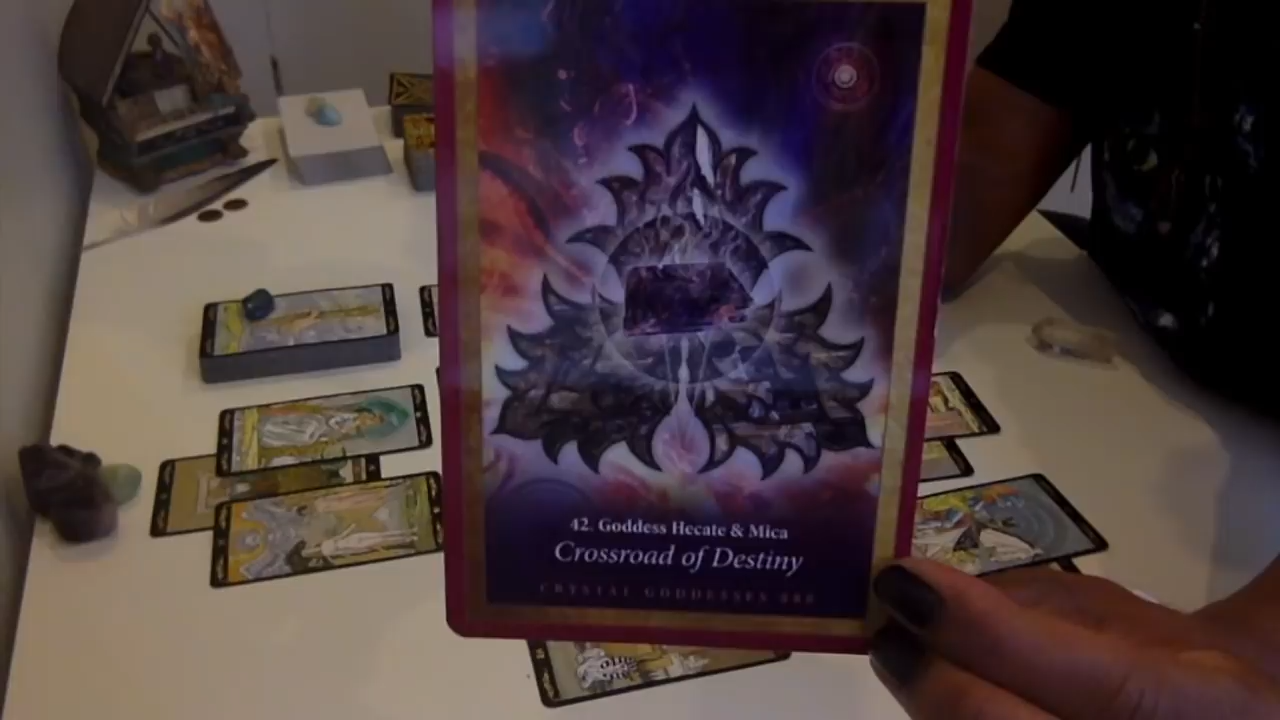 42. Goddess Hecate & Mica
Crossroad of Destiny
CRYSTAL GODDESSES 888